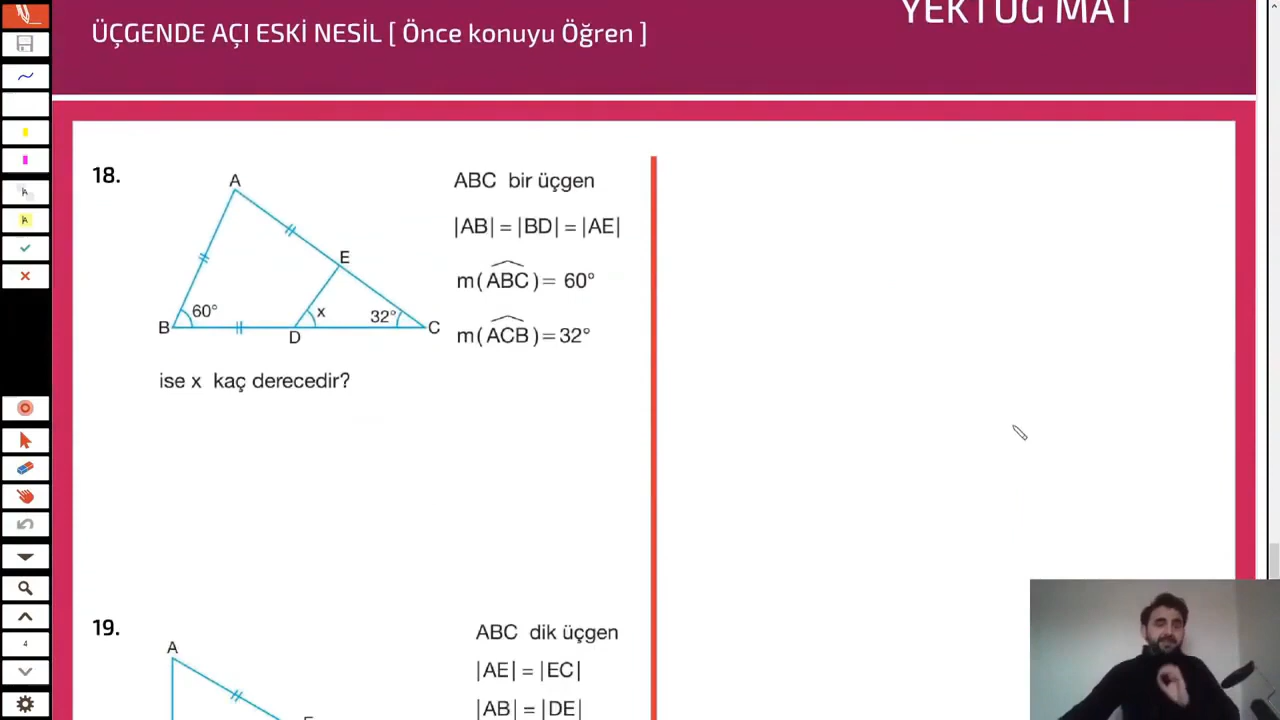 YEKTUĞ MAT
ÜÇGENDE AÇI ESKİ NESİL [ Önce konuyu Öğren ]
18.
A
E
60°
x
32°
B
D
C
ABC bir üçgen
|AB| = |BD| = |AE|
m(ABC) = 60°
m(ACB) = 32°
ise x kaç derecedir?
19.
A
ABC dik üçgen
|AE| = |EC|
|AB| = |DE|
4